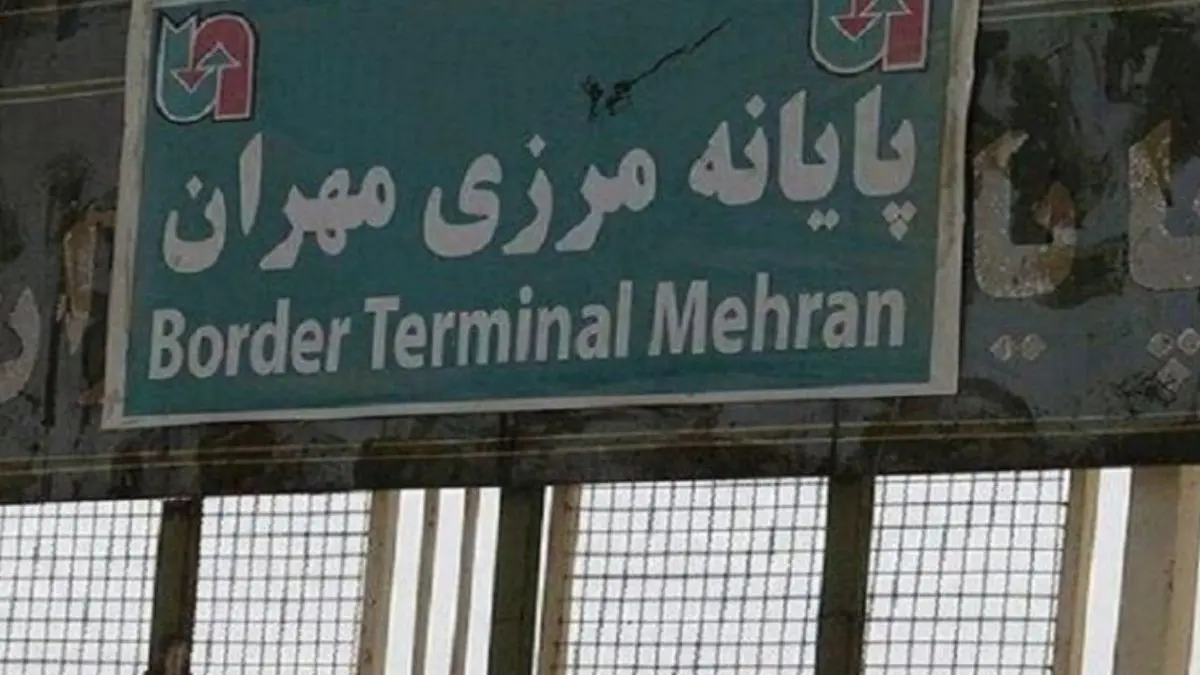 پایانه مرزی مهران
Border Terminal Mehran